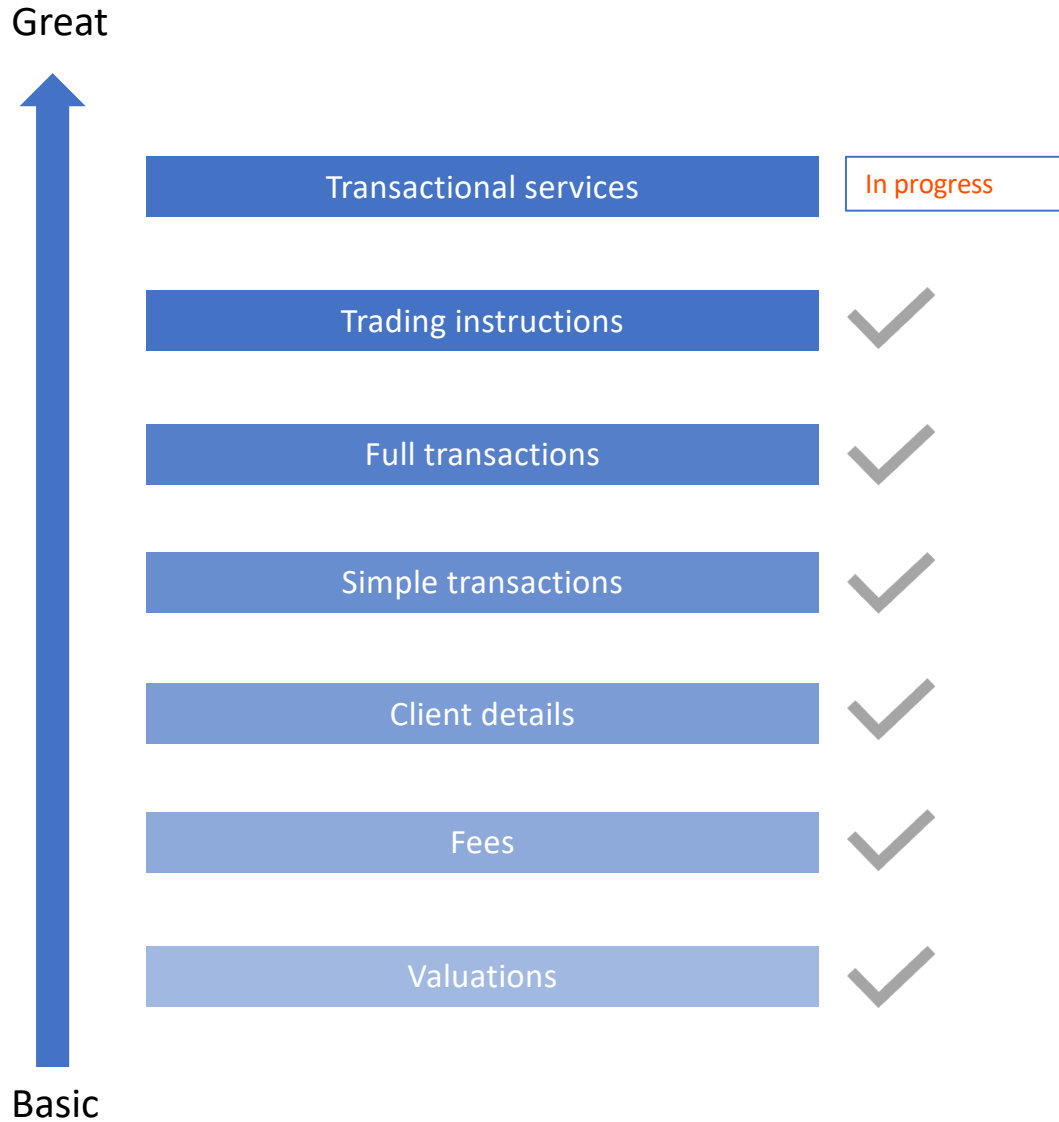 Great
Transactional services
In progress
Trading instructions
Full transactions
Simple transactions
Client details
Fees
Valuations
Basic